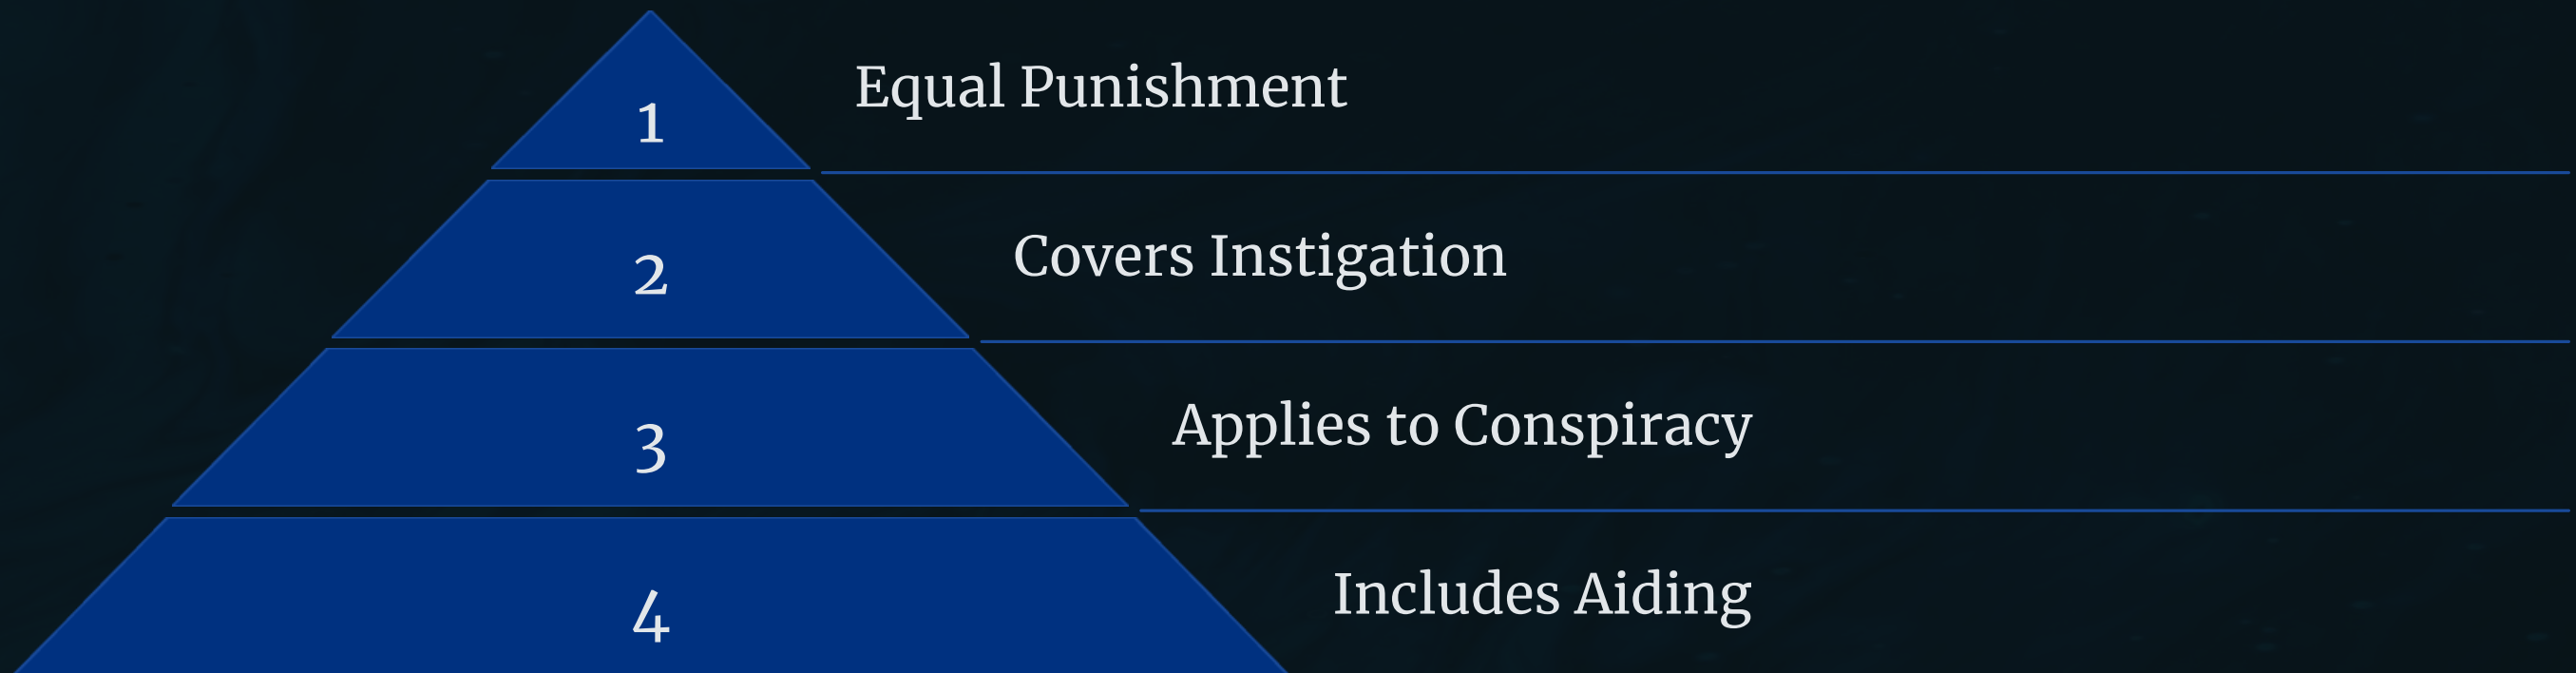 1
Equal Punishment
2
Covers Instigation
3
Applies to Conspiracy
4
Includes Aiding